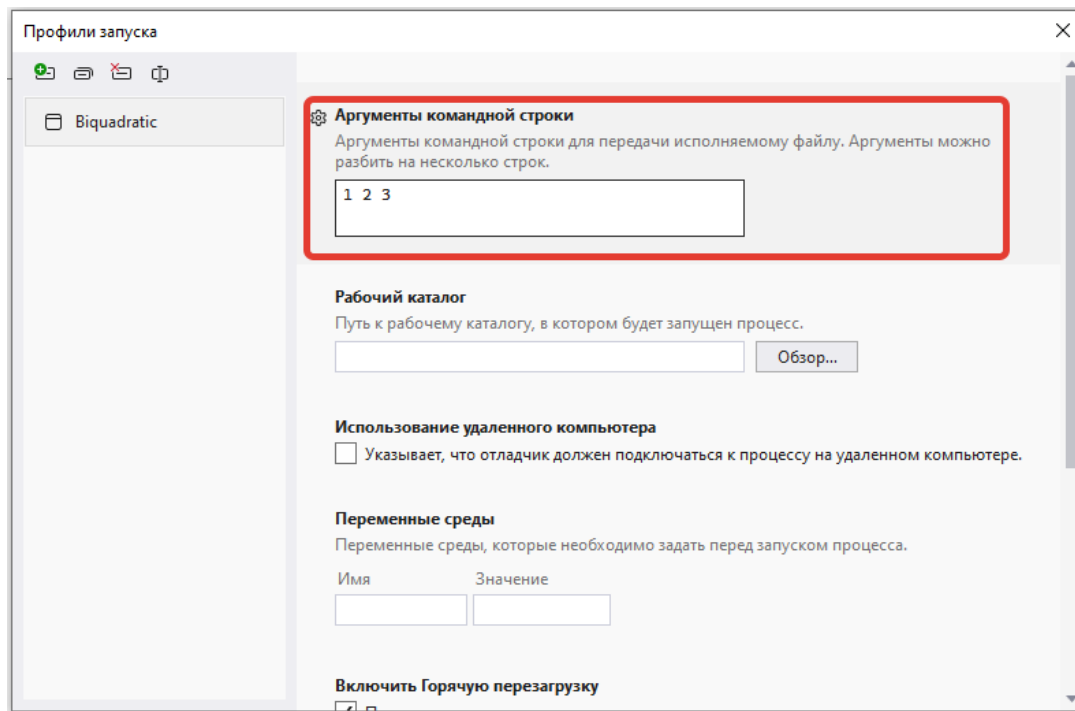 Профили запуска
Biquadratic
Аргументы командной строки
Аргументы командной строки для передачи исполняемому файлу. Аргументы можно
разбить на несколько строк.
1 2 3
Рабочий каталог
Путь к рабочему каталогу, в котором будет запущен процесс.
Обзор...
Использование удаленного компьютера
Указывает, что отладчик должен подключаться к процессу на удаленном компьютере.
Переменные среды
Переменные среды, которые необходимо задать перед запуском процесса.
Имя Значение
Включить Горячую перезагрузку